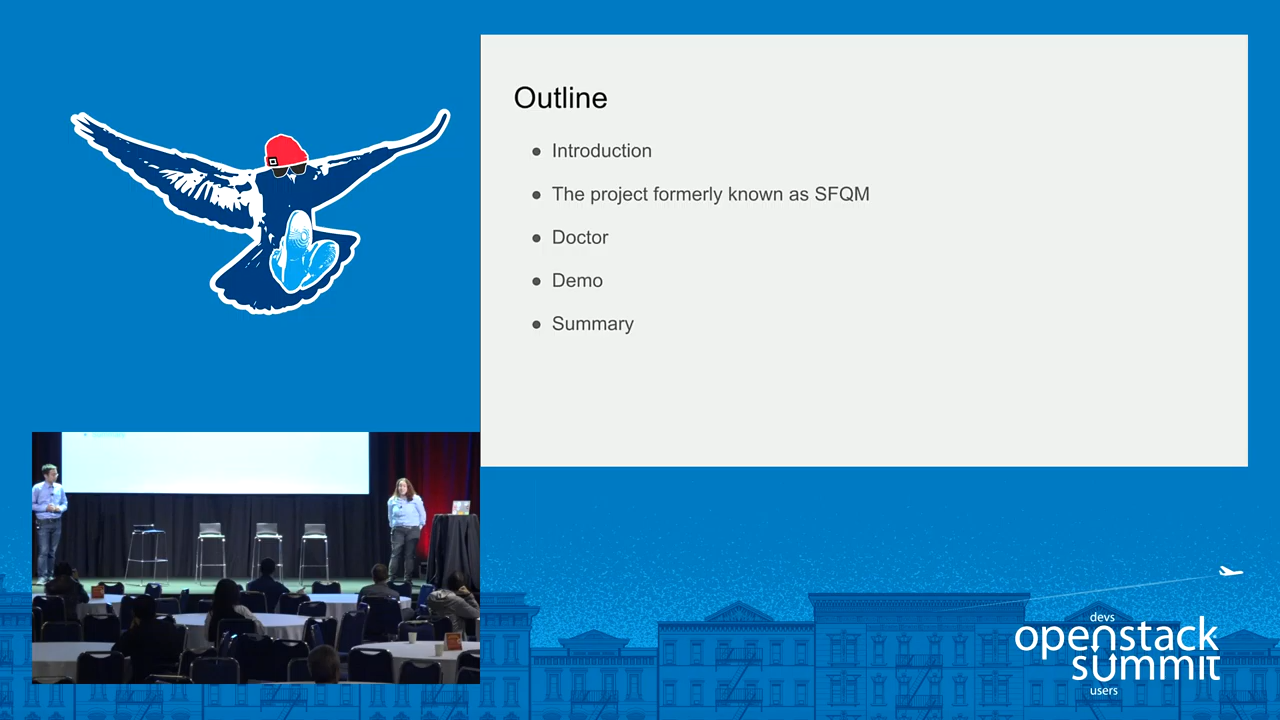 Outline
● Introduction
● The project formerly known as SFQM
● Doctor
● Demo
● Summary
devs
openstack
summit
users